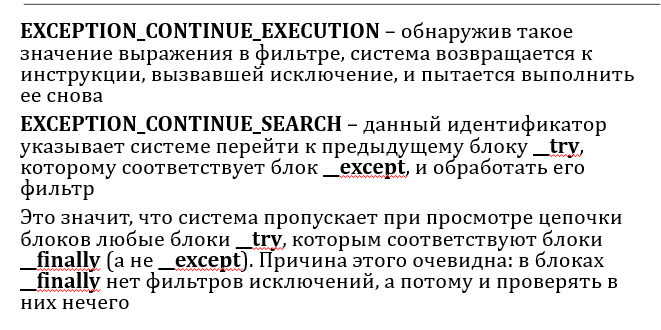 EXCEPTION_CONTINUE_EXECUTION – обнаружив такое
значение выражения в фильтре, система возвращается к
инструкции, вызвавшей исключение, и пытается выполнить
ее снова
EXCEPTION_CONTINUE_SEARCH – данный идентификатор
указывает системе перейти к предыдущему блоку __try,
которому соответствует блок __except, и обработать его
фильтр
Это значит, что система пропускает при просмотре цепочки
блоков любые блоки __try, которым соответствуют блоки
__finally (а не __except). Причина этого очевидна: в блоках
__finally нет фильтров исключений, а потому и проверять в
них нечего